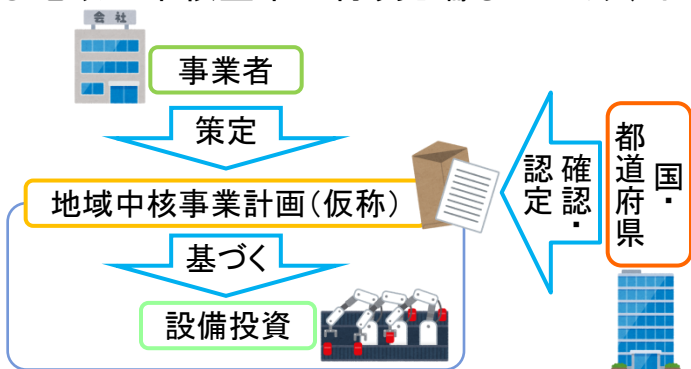 会社
事業者
策定
地域中核事業計画(仮称)
基づく
設備投資
確認・
認定
国・
都道府県